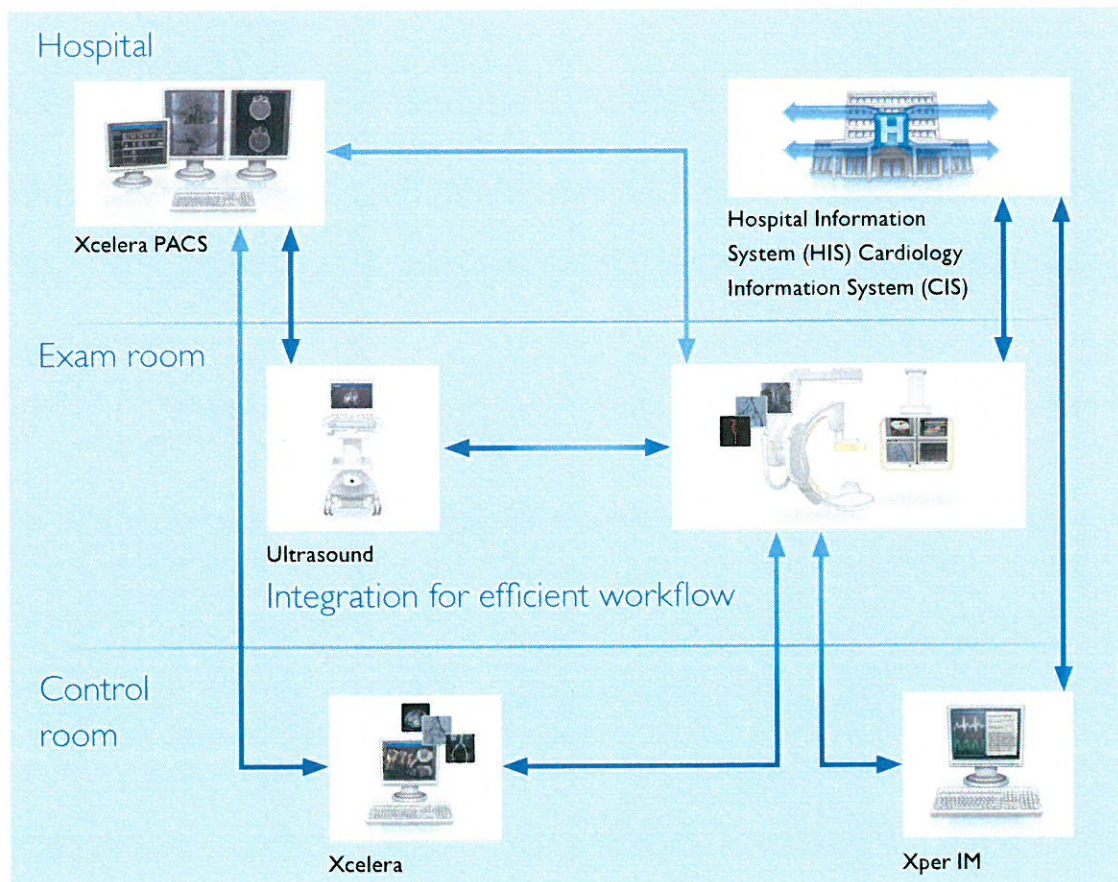 Hospital
Xcelera PACS
Hospital Information
System (HIS) Cardiology
Information System (CIS)
H
Exam room
Ultrasound
Integration for efficient workflow
Control
room
Xcelera
Xper IM